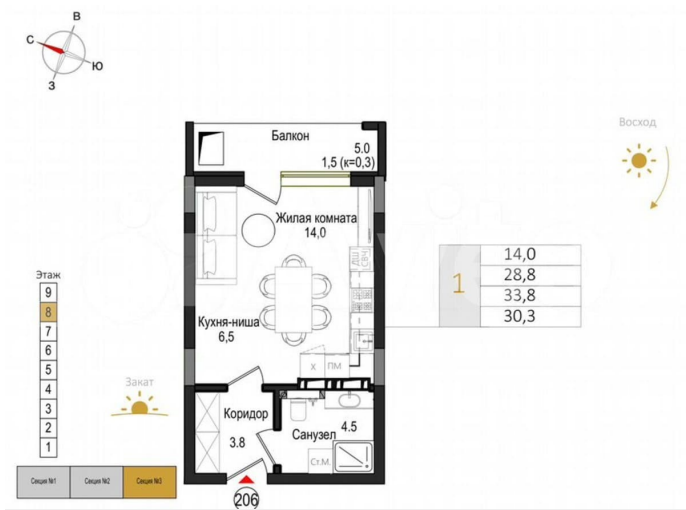 В
С
Ю
З
Восход
Балкон
5.0
1,5 (к=0,3)
Жилая комната
14,0
ДШ
СВЧ
1
14,0
28,8
33,8
30,3
Этаж
9
8
7
6
5
4
3
2
1
Кухня-ниша
6,5
Х
ПМ
Закат
Коридор
3.8
Санузел
4.5
Ст.М.
Секция №1
Секция №2
Секция №3
206